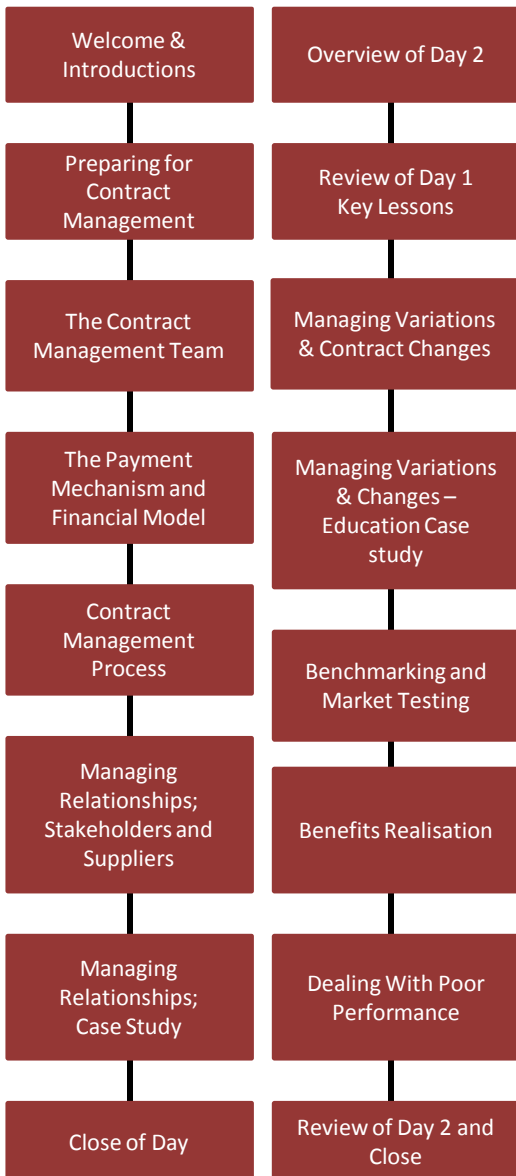 Welcome &
Introductions
Preparing for
Contract
Management
The Contract
Management Team
The Payment
Mechanism and
Financial Model
Contract
Management
Process
Managing
Relationships;
Stakeholders and
Suppliers
Managing
Relationships;
Case Study
Close of Day
Overview of Day 2
Review of Day 1
Key Lessons
Managing Variations
& Contract Changes
Managing Variations
& Changes –
Education Case
study
Benchmarking and
Market Testing
Benefits Realisation
Dealing With Poor
Performance
Review of Day 2 and
Close